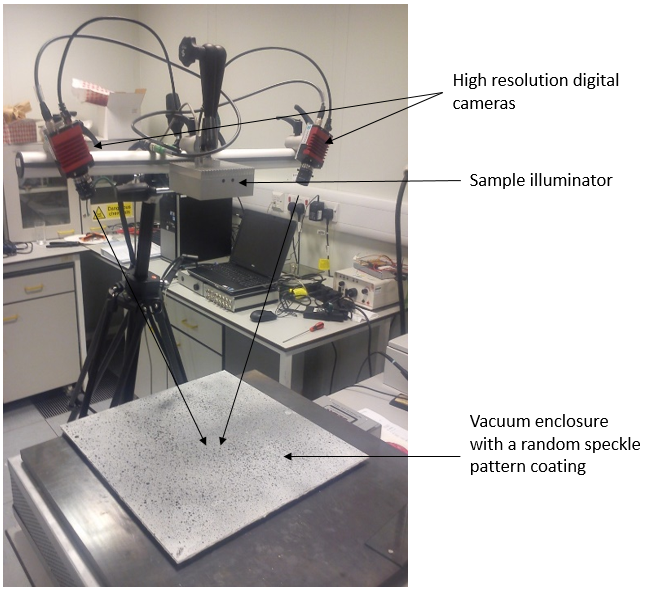 High resolution digital
cameras
Sample illuminator
Vacuum enclosure
with a random speckle
pattern coating